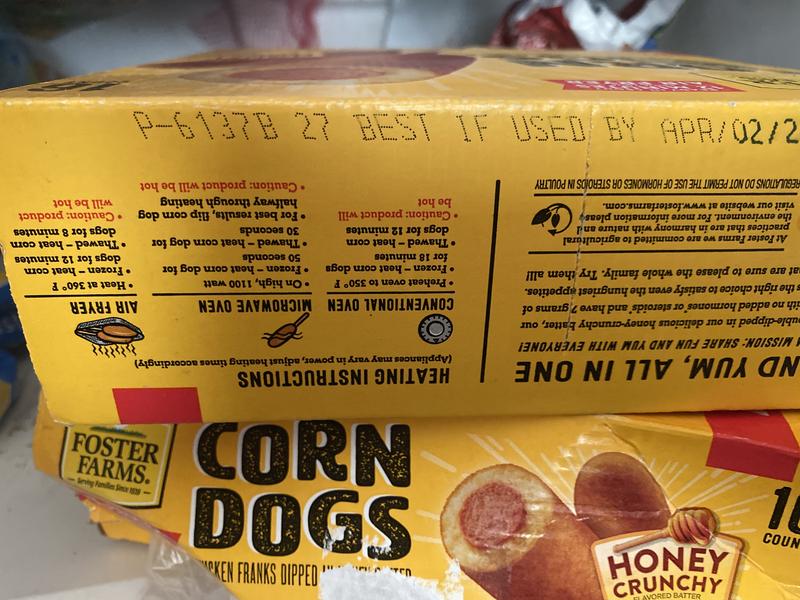 P-6137B 27 BEST IF USED BY APR/02/2
HEATING INSTRUCTIONS
(Appliances may vary in power, adjust heating times accordingly)
CONVENTIONAL OVEN
• Preheat oven to 350° F
• Frozen – heat corn dogs
for 18 minutes
• Thawed – heat corn
dogs for 12 minutes
• Caution: product will
be hot
MICROWAVE OVEN
• On high, 1100 watt
• Frozen – heat corn dog for
50 seconds
• Thawed – heat corn dog for
30 seconds
• For best results, flip corn dog
halfway through heating
• Caution: product will be hot
AIR FRYER
• Heat at 360° F
• Frozen – heat corn
dogs for 12 minutes
• Thawed – heat corn
dogs for 8 minutes
• Caution: product
will be hot
ND YUM, ALL IN ONE
MISSION: SHARE FUN AND YUM WITH EVERYONE!
uble-dipped in our delicious honey-crunchy batter, our
ith no added hormones or steroids and have 7 grams of
s the right choice to satisfy even the hungriest appetites.
at are sure to please the whole family. Try them all!
At Foster Farms we are committed to agricultural
practices that are in harmony with nature and
the environment. For more information please
visit our website at www.fosterfarms.com.
REGULATIONS DO NOT PERMIT THE USE OF HORMONES OR STEROIDS IN POULTRY
FOSTER
FARMS®
Serving Families Since 1939
CORN
DOGS
CKEN FRANKS DIPPED
HONEY
CRUNCHY
FLAVORED BATTER
COUN